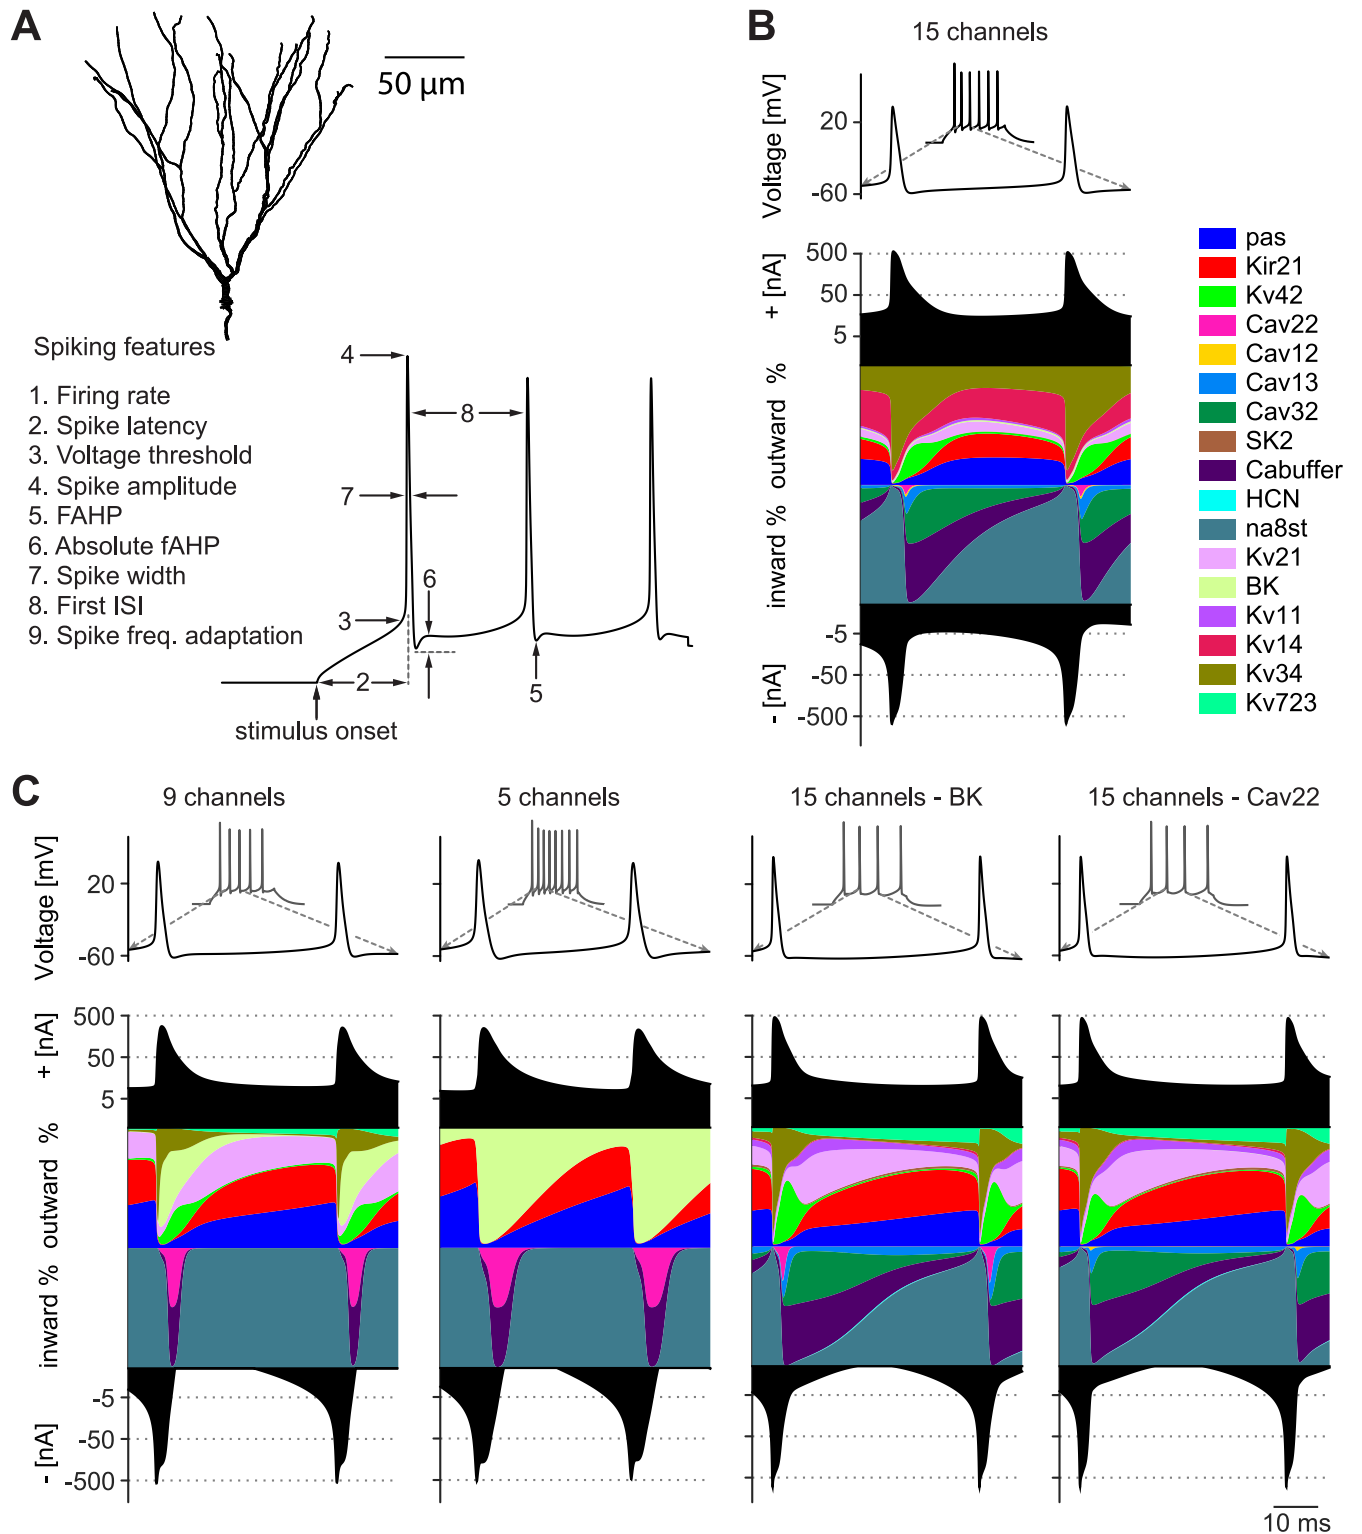 A
50 µm
Spiking features
1. Firing rate
2. Spike latency
3. Voltage threshold
4. Spike amplitude
5. FAHP
6. Absolute fAHP
7. Spike width
8. First ISI
9. Spike freq. adaptation
4
8
7
6
3
2
5
stimulus onset
B
15 channels
Voltage [mV]
20
-60
+ [nA]
500
50
5
inward % outward %
- [nA]
-5
-50
-500
pas
Kir21
Kv42
Cav22
Cav12
Cav13
Cav32
SK2
Cabuffer
HCN
na8st
Kv21
BK
Kv11
Kv14
Kv34
Kv723
C
9 channels
5 channels
15 channels - BK
15 channels - Cav22
Voltage [mV]
20
-60
+ [nA]
500
50
5
inward % outward %
- [nA]
-5
-50
-500
10 ms